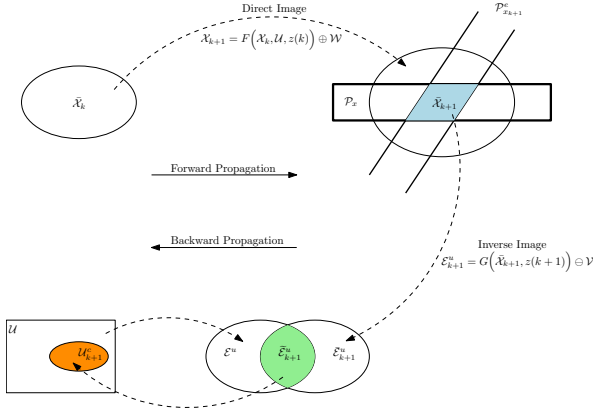 Direct Image
𝒫^c_{x_{k+1}}
𝒳_{k+1} = F(𝒳̄_k, 𝒰, z(k)) ⊕ 𝒲
𝒳̄_k
𝒫_x
𝒳̄_{k+1}
Forward Propagation
Backward Propagation
Inverse Image
ℰ^u_{k+1} = G(𝒳̄_{k+1}, z(k+1)) ⊖ 𝒱
𝒰
𝒰^c_{k+1}
ℰ^u
ℰ̄^u_{k+1}
ℰ^u_{k+1}